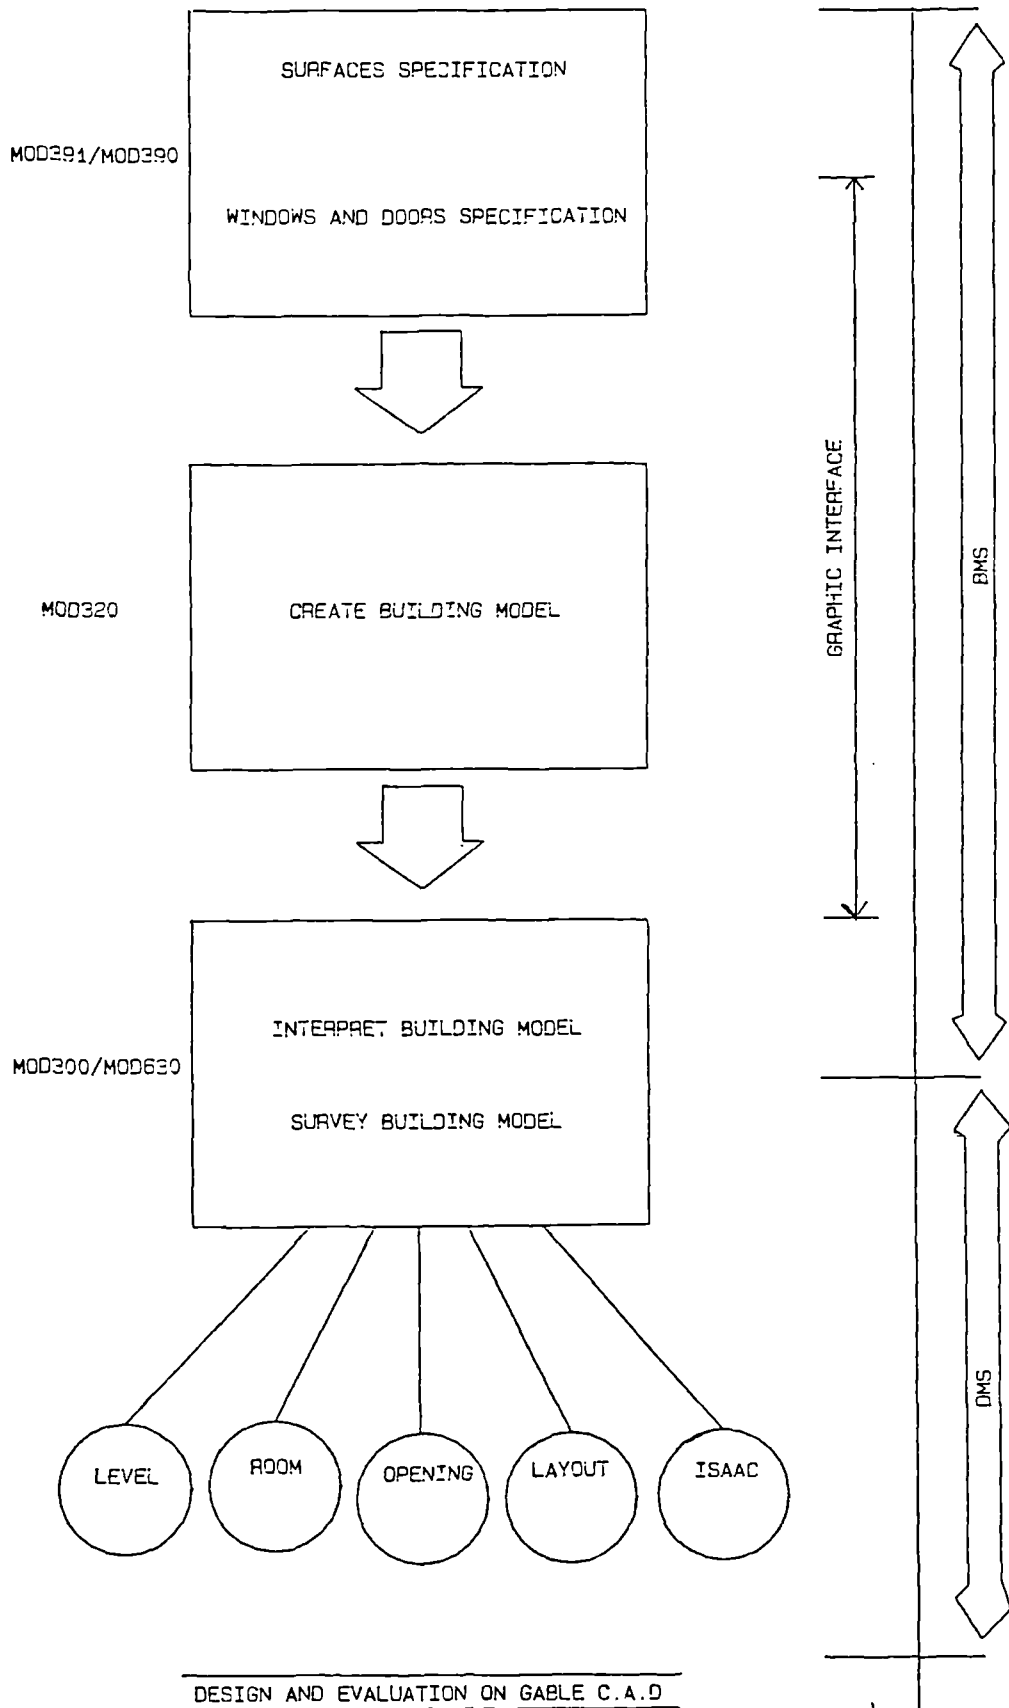 SURFACES SPECIFICATION
MOD391/MOD390
WINDOWS AND DOORS SPECIFICATION
GRAPHIC INTERFACE
BMS
MOD320
CREATE BUILDING MODEL
INTERPRET BUILDING MODEL
MOD300/MOD630
SURVEY BUILDING MODEL
DMS
LEVEL
ROOM
OPENING
LAYOUT
ISAAC
DESIGN AND EVALUATION ON GABLE C.A.D